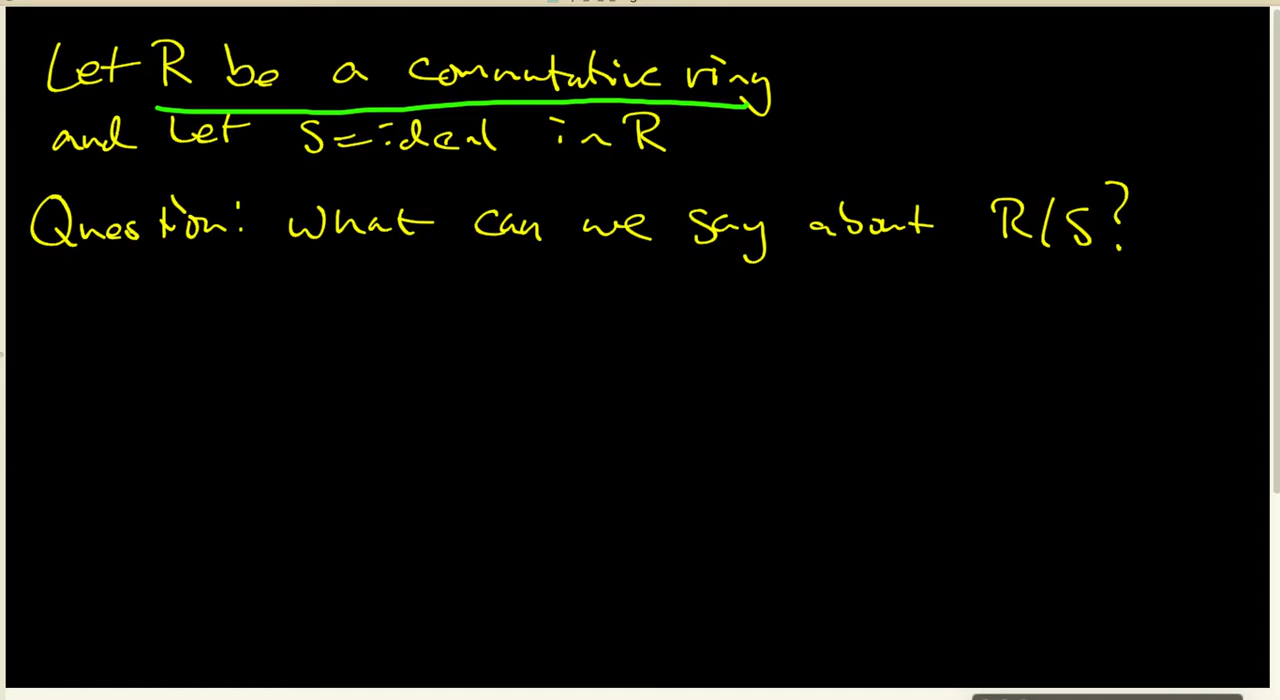 Let R be a commutative ring
and let S = ideal in R
Question: What can we say about R/S?